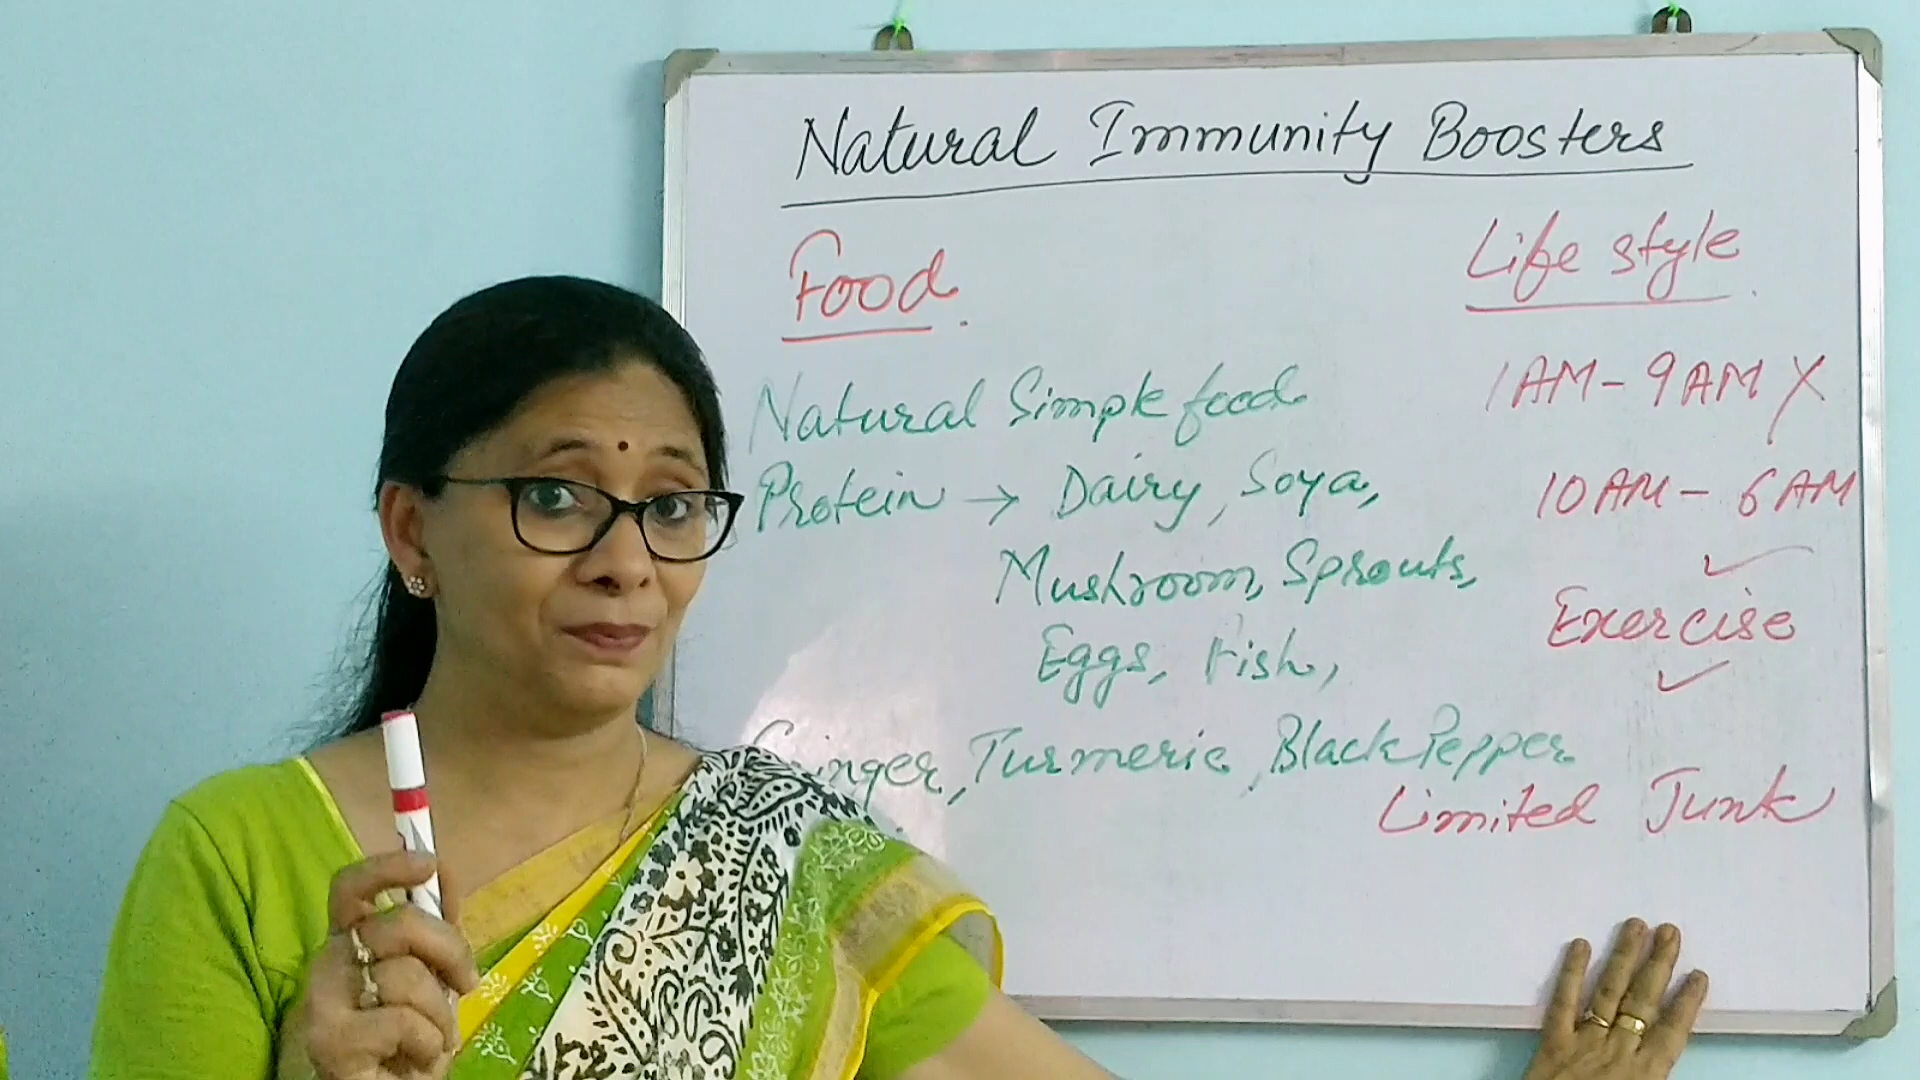 Natural Immunity Boosters
Food.
Natural Simple food
Protein → Dairy, Soya,
Mushroom, Sprouts,
Eggs, Fish,
Ginger, Turmeric, Black Pepper
Life style
1AM - 9AM X
10AM - 6AM
✓
Exercise
✓
Limited Junk